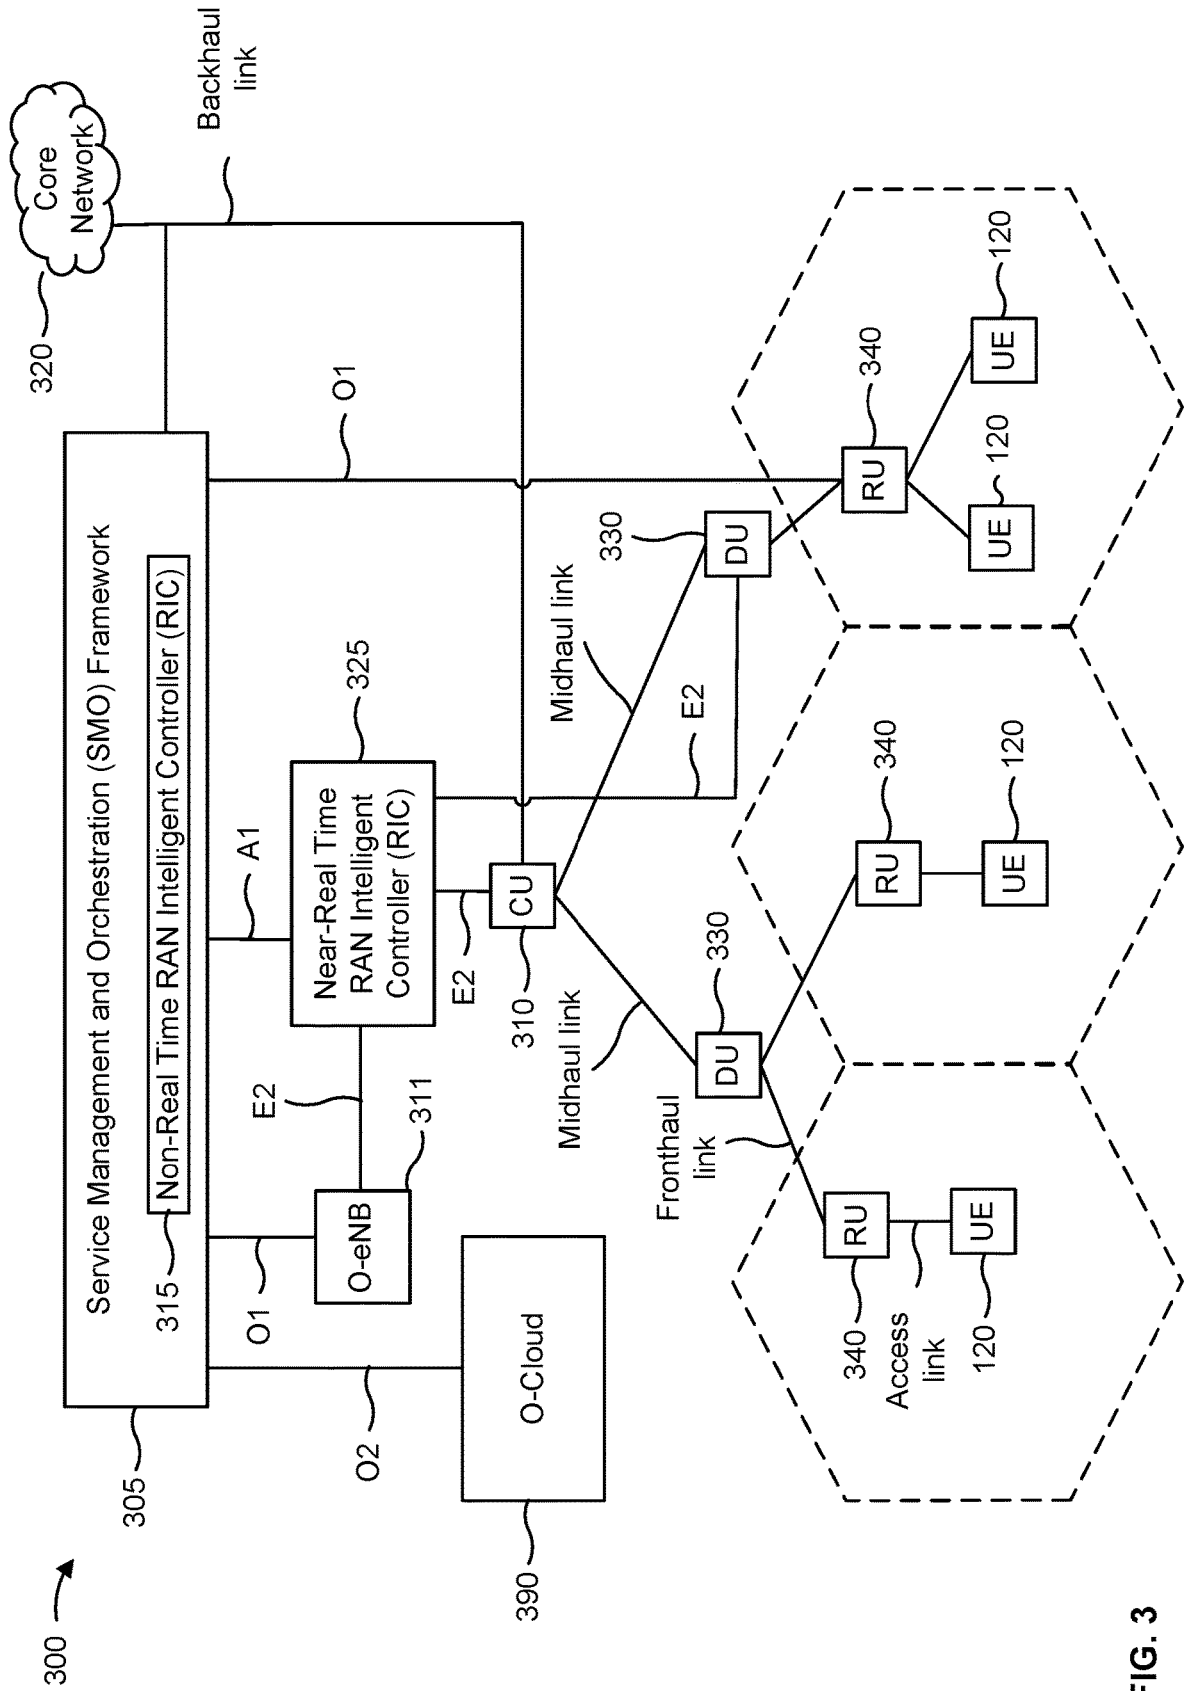 300
305
Service Management and Orchestration (SMO) Framework
315
Non-Real Time RAN Intelligent Controller (RIC)
320
Core
Network
Backhaul
link
O2
O1
A1
O1
E2
Near-Real Time
RAN Intelligent
Controller (RIC)
325
O-eNB
311
E2
390
O-Cloud
310
CU
Midhaul link
Midhaul link
E2
330
DU
330
DU
Fronthaul
link
340
RU
RU
340
RU
340
Access
link
120
UE
UE
120
UE
120
UE
120
FIG. 3